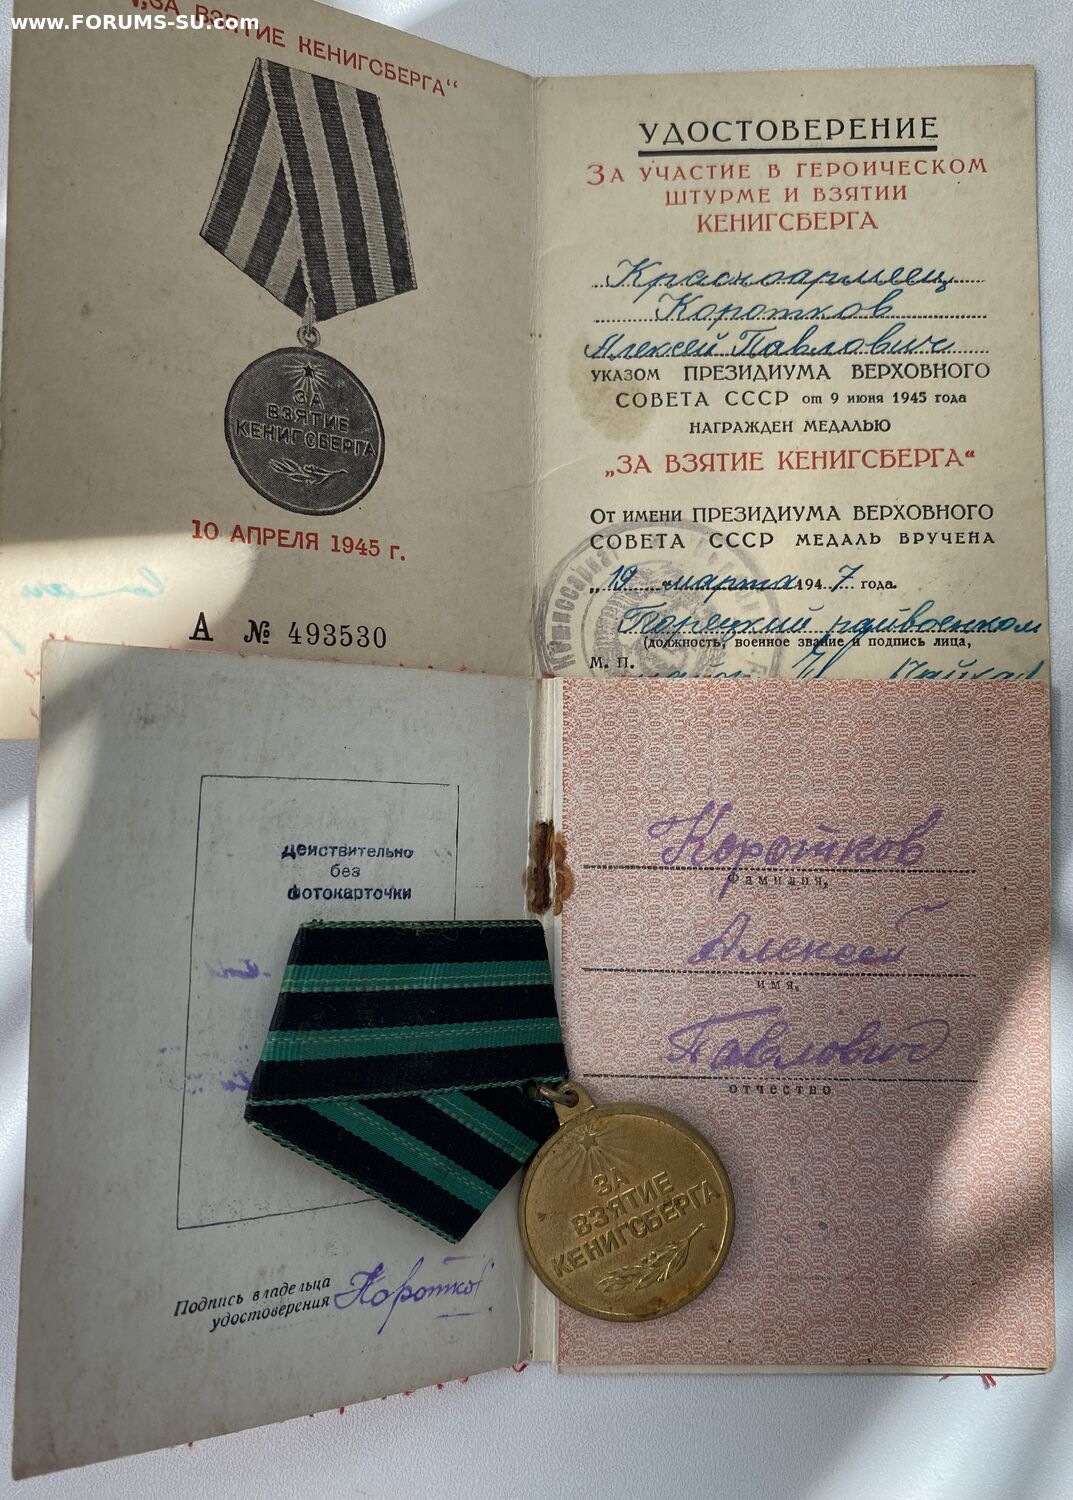 www.FORUMS-SU.com
„ЗА ВЗЯТИЕ КЕНИГСБЕРГА“
ЗА
ВЗЯТИЕ
КЕНИГСБЕРГА
10 АПРЕЛЯ 1945 г.
А № 493530
УДОСТОВЕРЕНИЕ
ЗА УЧАСТИЕ В ГЕРОИЧЕСКОМ
ШТУРМЕ И ВЗЯТИИ
КЕНИГСБЕРГА
Красноармеец
Коротков
Алексей Павлович
УКАЗОМ ПРЕЗИДИУМА ВЕРХОВНОГО
СОВЕТА СССР от 9 июня 1945 года
НАГРАЖДЕН МЕДАЛЬЮ
„ЗА ВЗЯТИЕ КЕНИГСБЕРГА“
ОТ ИМЕНИ ПРЕЗИДИУМА ВЕРХОВНОГО
СОВЕТА СССР МЕДАЛЬ ВРУЧЕНА
„19 “ марта 1947 года.
Порецкий райвоенком
(должность, военное звание и подпись лица,
М. П.
Действительно
без
фотокарточки
Подпись владельца
удостоверения
Коротков
Коротков
Фамилия,
Алексей
имя,
Павлович
отчество
ЗА
ВЗЯТИЕ
КЕНИГСБЕРГА